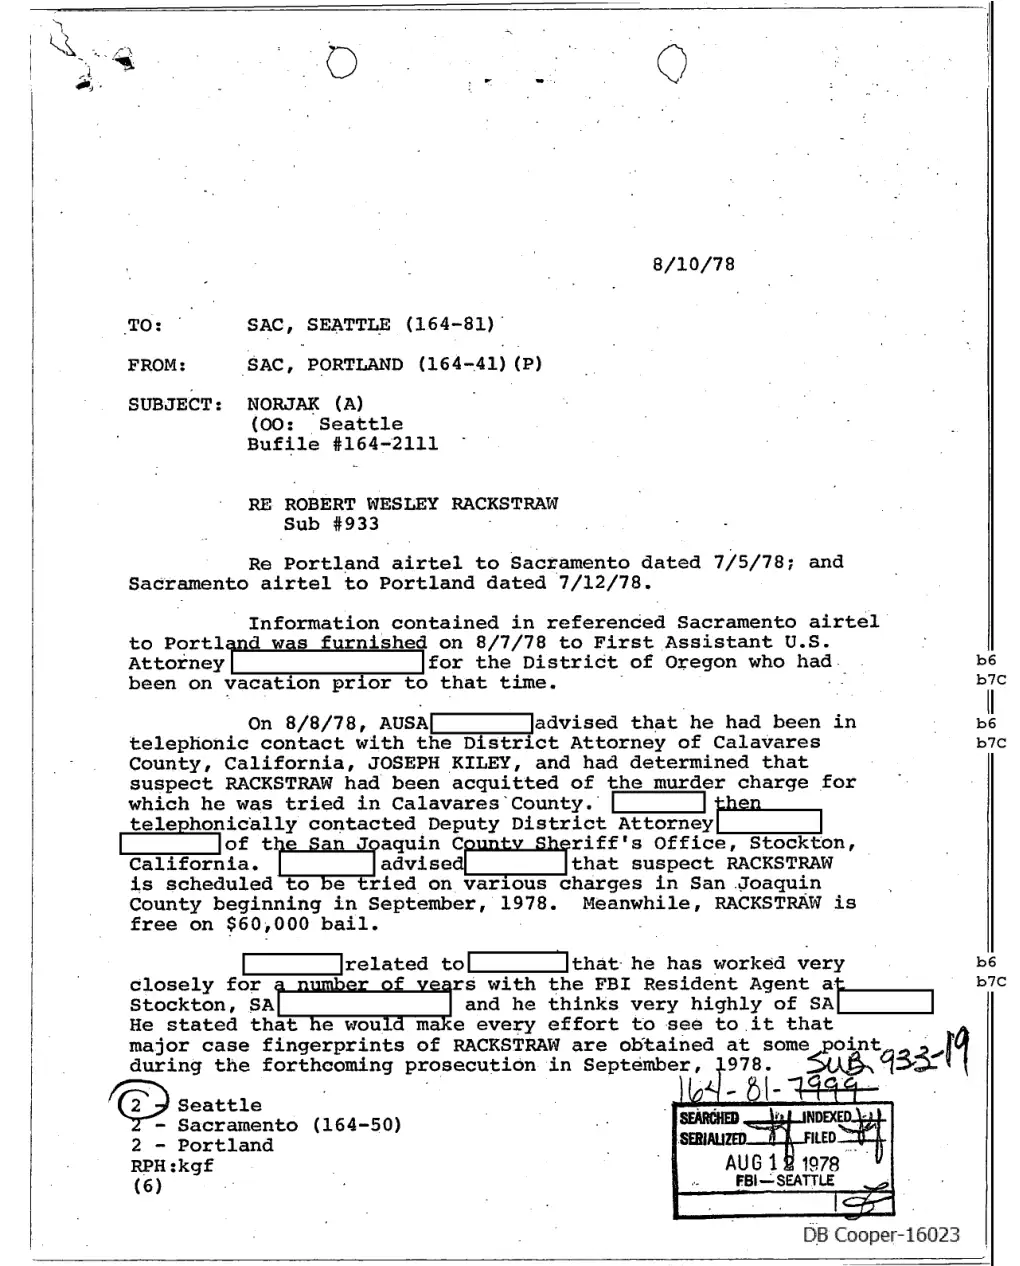 8/10/78
TO: SAC, SEATTLE (164-81)
FROM: SAC, PORTLAND (164-41)(P)
SUBJECT: NORJAK (A)
(OO: Seattle
Bufile #164-2111
RE ROBERT WESLEY RACKSTRAW
Sub #933
Re Portland airtel to Sacramento dated 7/5/78; and
Sacramento airtel to Portland dated 7/12/78.
Information contained in referenced Sacramento airtel
to Portland was furnished on 8/7/78 to First Assistant U.S.
Attorney for the District of Oregon who had
b6
been on vacation prior to that time.
b7C
On 8/8/78, AUSA advised that he had been in
b6
telephonic contact with the District Attorney of Calavares
b7C
County, California, JOSEPH KILEY, and had determined that
suspect RACKSTRAW had been acquitted of the murder charge for
which he was tried in Calavares County. then
telephonically contacted Deputy District Attorney
of the San Joaquin County Sheriff's Office, Stockton,
California. advised that suspect RACKSTRAW
is scheduled to be tried on various charges in San Joaquin
County beginning in September, 1978. Meanwhile, RACKSTRAW is
free on $60,000 bail.
related to that he has worked very
b6
closely for a number of years with the FBI Resident Agent at
b7C
Stockton, SA and he thinks very highly of SA
He stated that he would make every effort to see to it that
major case fingerprints of RACKSTRAW are obtained at some point
during the forthcoming prosecution in September, 1978.
SUB 933-19
164-81-7999
2 - Seattle
2 - Sacramento (164-50)
2 - Portland
RPH:kgf
(6)
SEARCHED INDEXED
SERIALIZED FILED
AUG 12 1978
FBI-SEATTLE
DB Cooper-16023